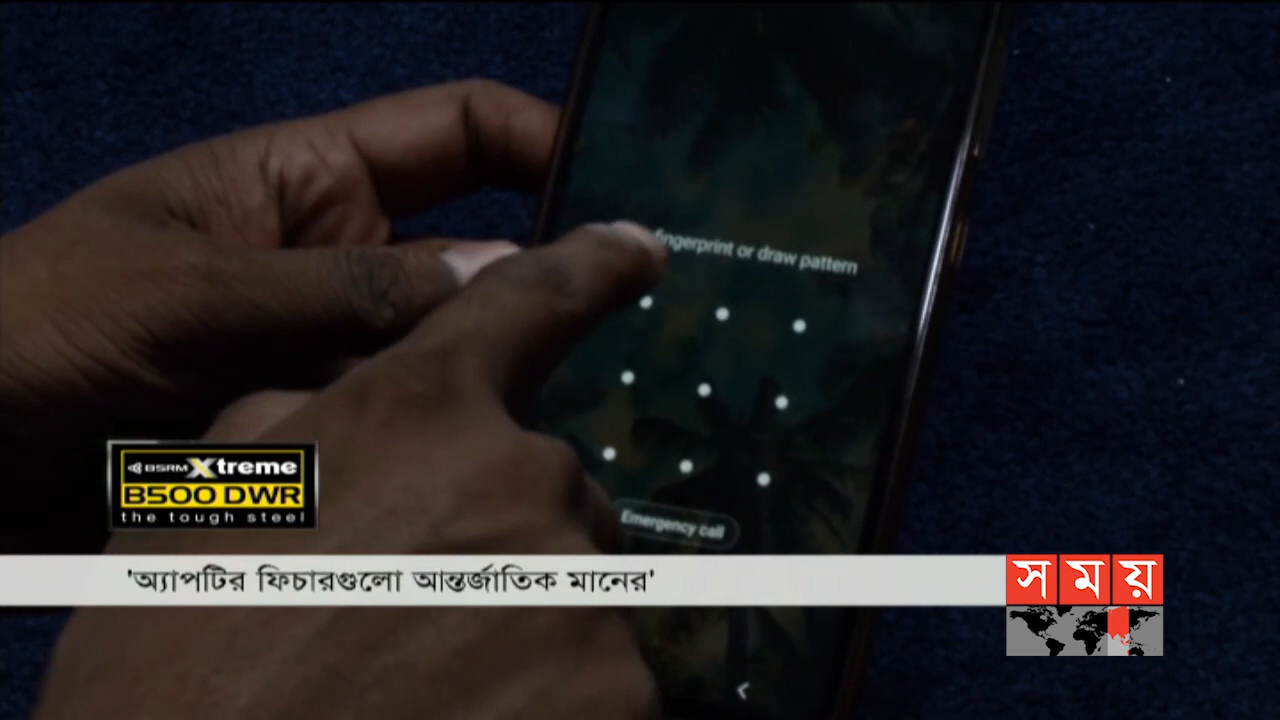 fingerprint or draw pattern
Emergency call
BSRM Xtreme
B500 DWR
the tough steel
'অ্যাপটির ফিচারগুলো আন্তর্জাতিক মানের'
সময়